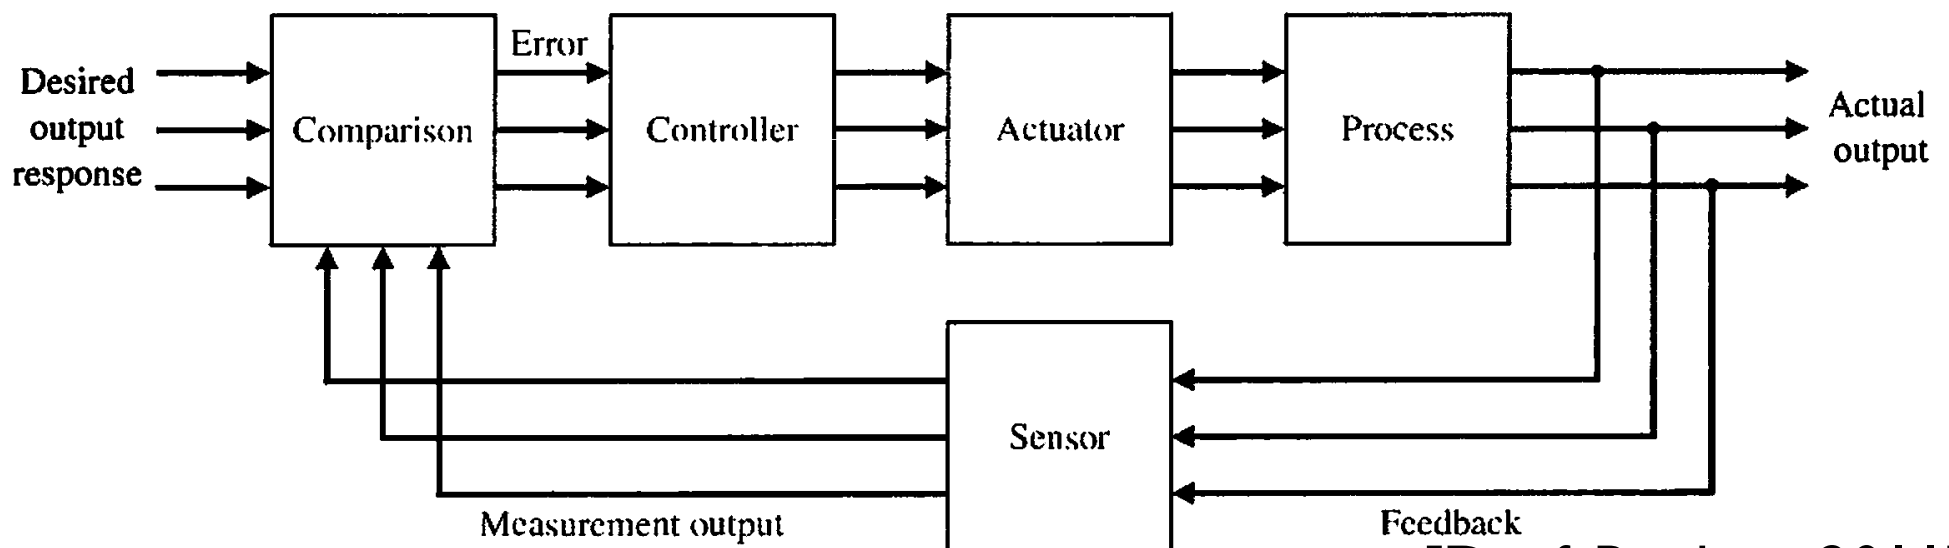 Desired
output
response
Comparison
Error
Controller
Actuator
Process
Actual
output
Sensor
Measurement output
Feedback